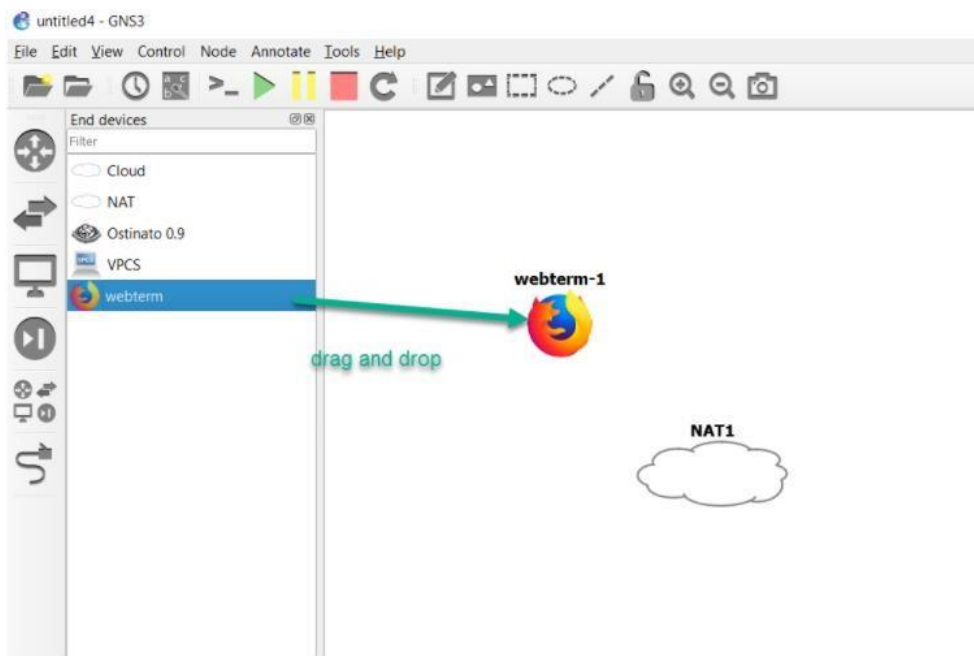 untitled4 - GNS3
File Edit View Control Node Annotate Tools Help
End devices
Filter
Cloud
NAT
Ostinato 0.9
VPCS
webterm
webterm-1
drag and drop
NAT1